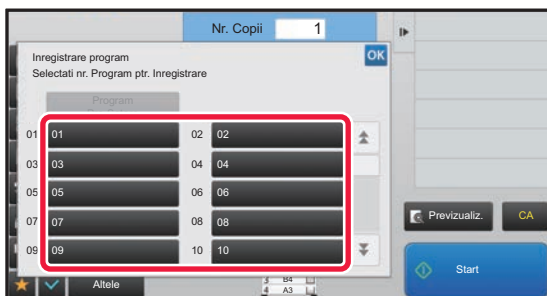 Nr. Copii 1
OK
Inregistrare program
Selectati nr. Program ptr. Inregistrare
Program
01 01 02 02
03 03 04 04
05 05 06 06
07 07 08 08
09 09 10 10
Previzualiz. CA
Altele
B4
4 A3
Start